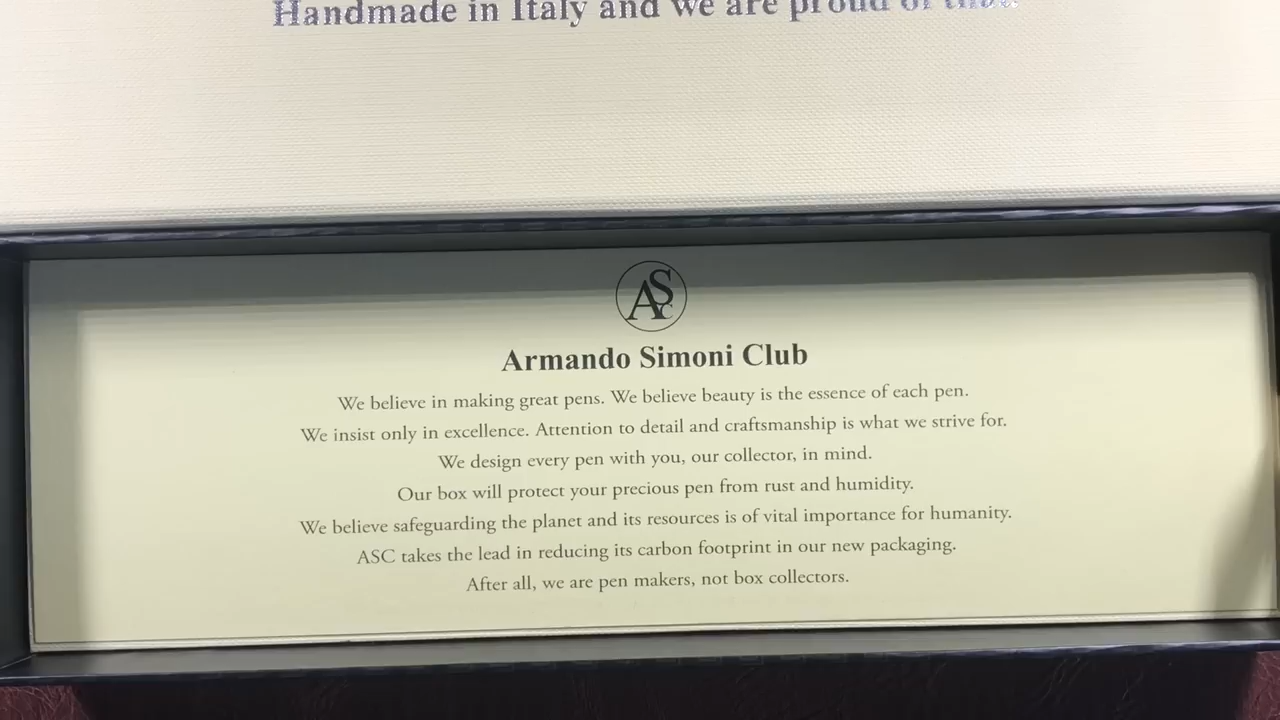 Handmade in Italy and we are proud of that.
ASC
Armando Simoni Club
We believe in making great pens. We believe beauty is the essence of each pen.
We insist only in excellence. Attention to detail and craftsmanship is what we strive for.
We design every pen with you, our collector, in mind.
Our box will protect your precious pen from rust and humidity.
We believe safeguarding the planet and its resources is of vital importance for humanity.
ASC takes the lead in reducing its carbon footprint in our new packaging.
After all, we are pen makers, not box collectors.